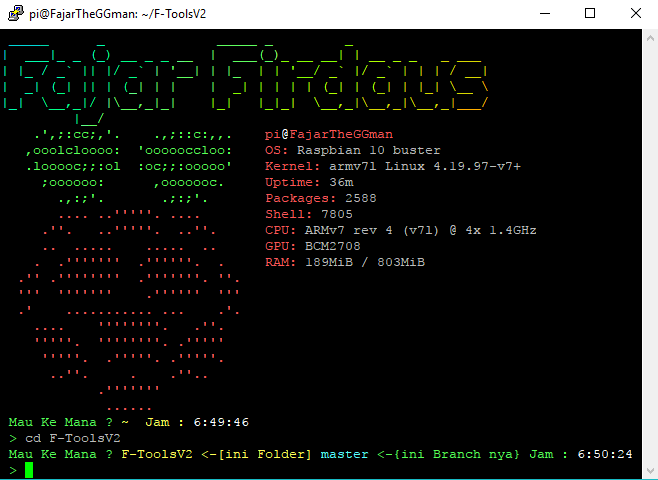 pi@FajarTheGGman: ~/F-ToolsV2
Fajar Firdaus
pi@FajarTheGGman
OS: Raspbian 10 buster
Kernel: armv7l Linux 4.19.97-v7+
Uptime: 36m
Packages: 2588
Shell: 7805
CPU: ARMv7 rev 4 (v7l) @ 4x 1.4GHz
GPU: BCM2708
RAM: 189MiB / 803MiB
Mau Ke Mana ? ~ Jam : 6:49:46
> cd F-ToolsV2
Mau Ke Mana ? F-ToolsV2 <-[ini Folder] master <-{ini Branch nya} Jam : 6:50:24
>